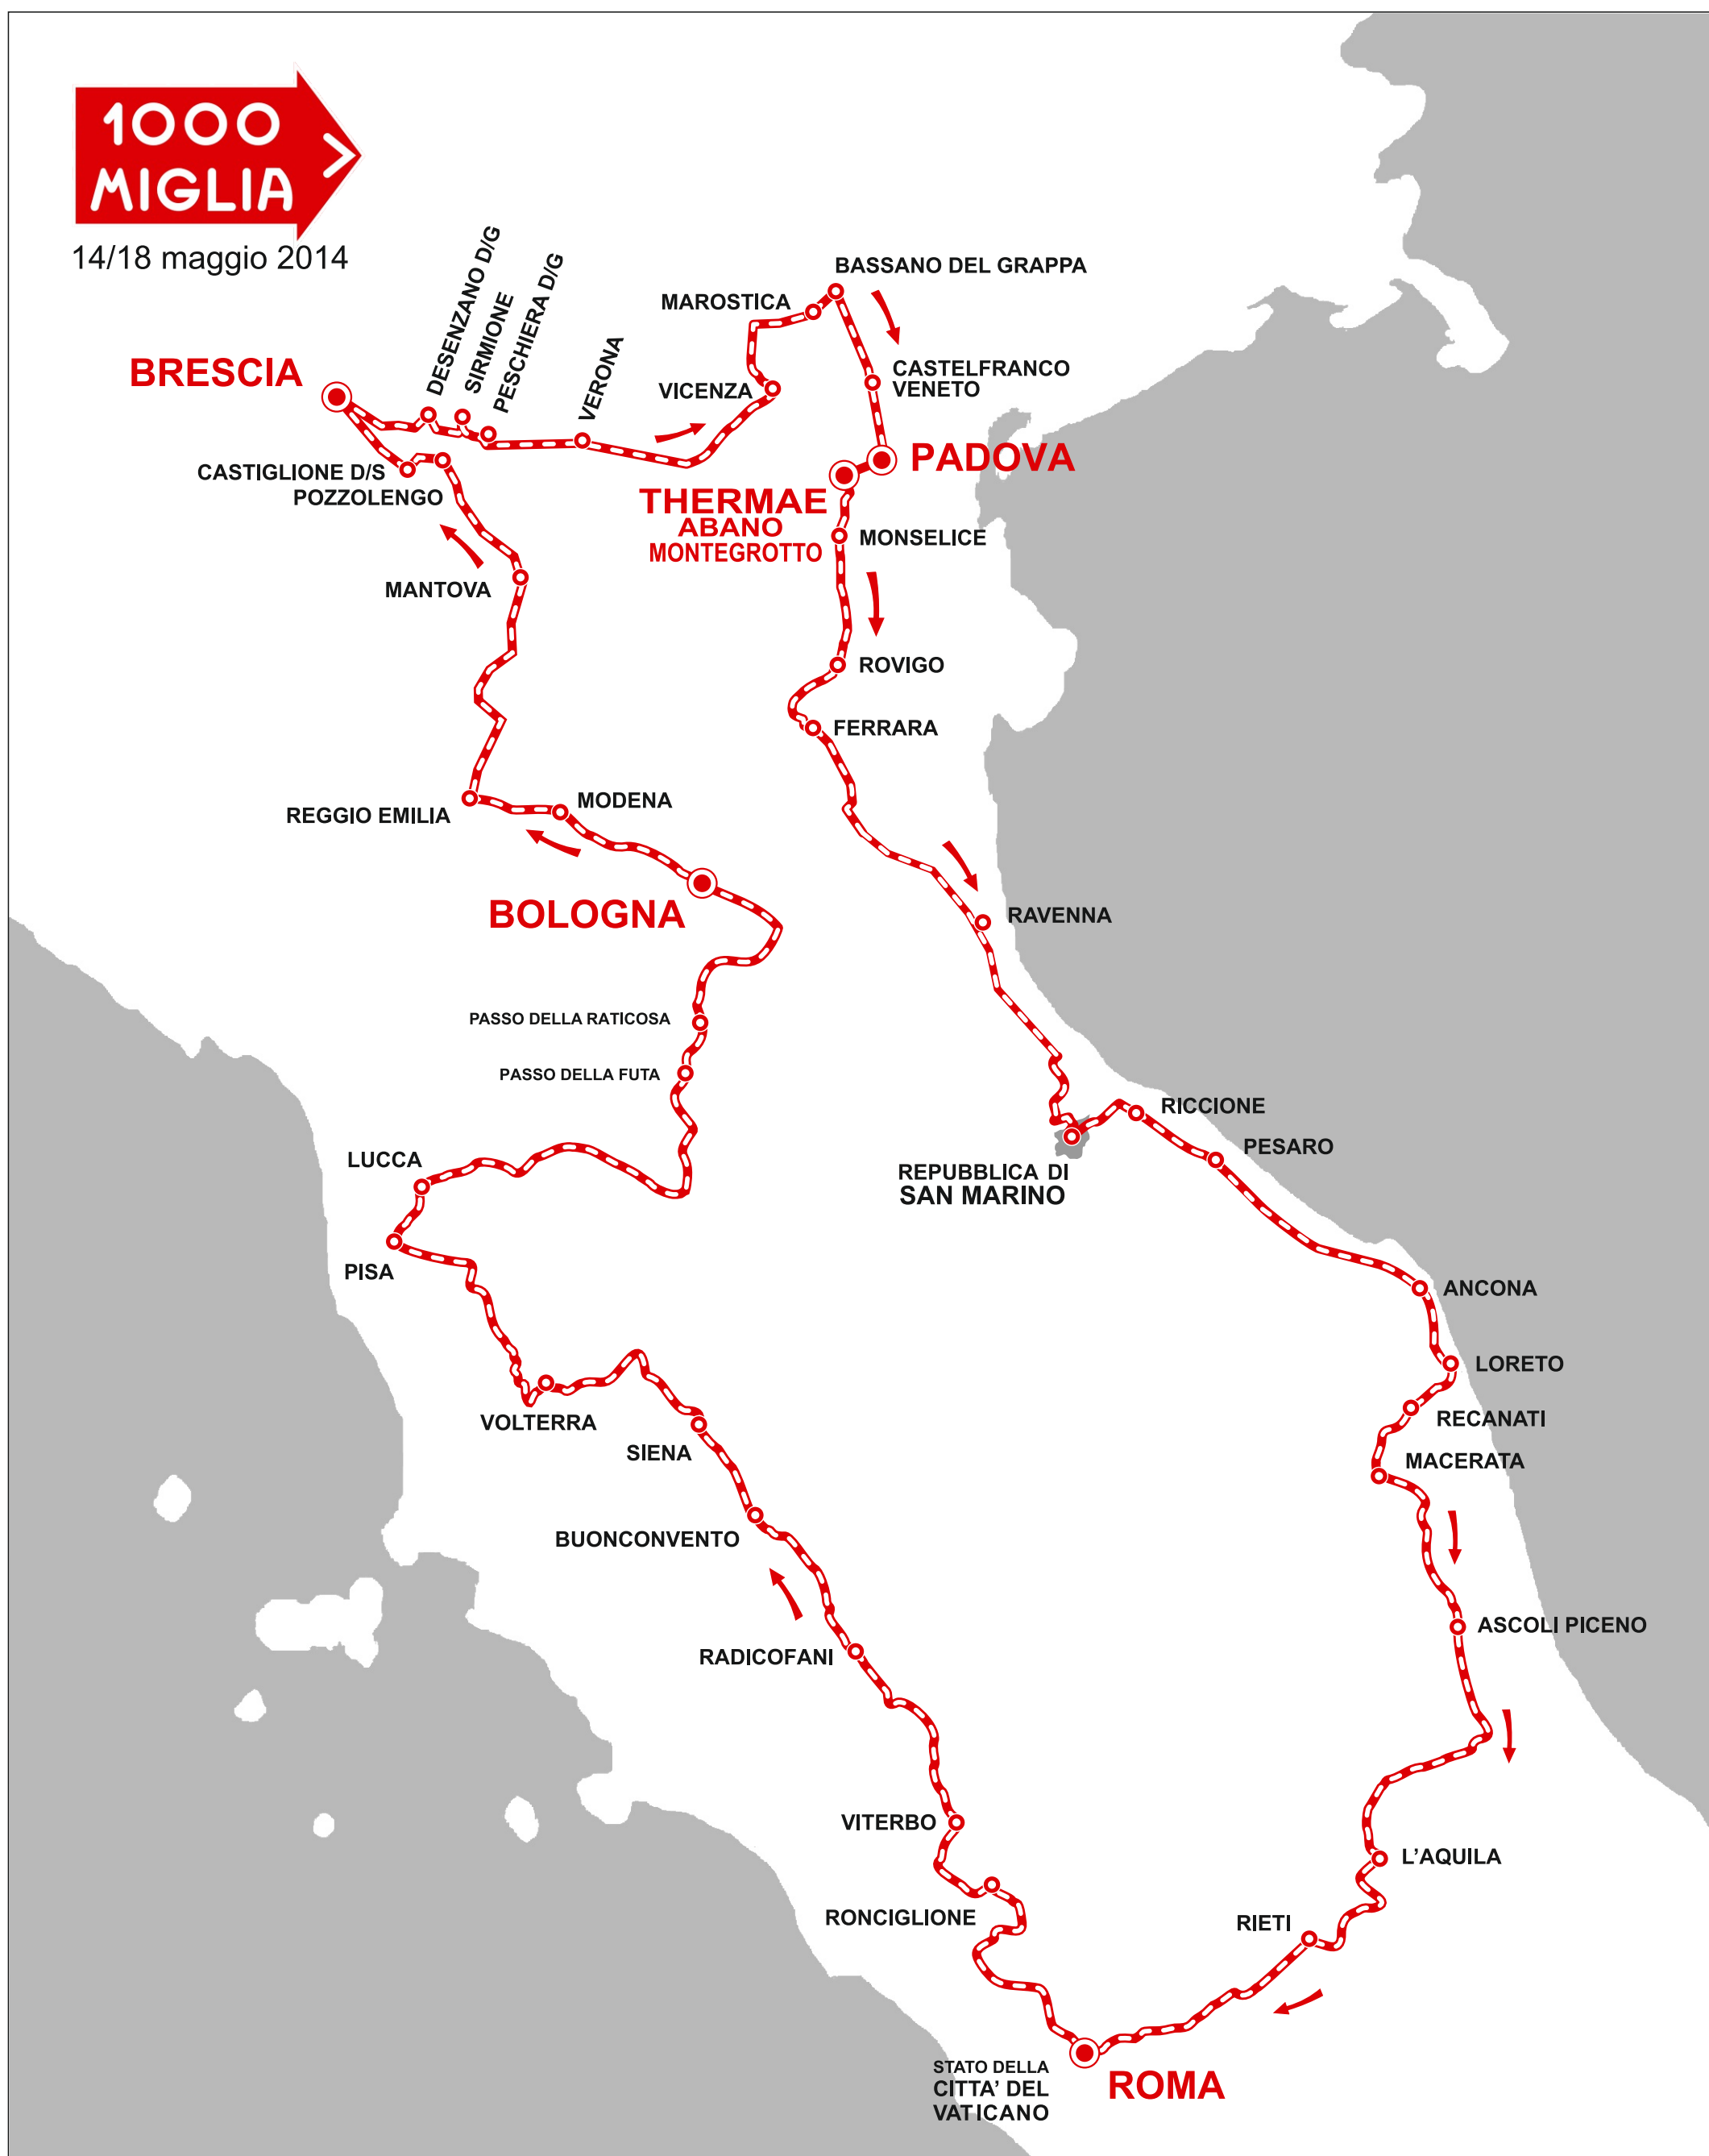 1000
MIGLIA
14/18 maggio 2014
BRESCIA
DESENZANO D/G
SIRMIONE
PESCHIERA D/G
VERONA
VICENZA
MAROSTICA
BASSANO DEL GRAPPA
CASTELFRANCO
VENETO
PADOVA
THERMAE
ABANO
MONTEGROTTO
MONSELICE
ROVIGO
FERRARA
RAVENNA
REPUBBLICA DI
SAN MARINO
RICCIONE
PESARO
ANCONA
LORETO
RECANATI
MACERATA
ASCOLI PICENO
L'AQUILA
RIETI
ROMA
STATO DELLA
CITTA' DEL
VATICANO
RONCIGLIONE
VITERBO
RADICOFANI
BUONCONVENTO
SIENA
VOLTERRA
PISA
LUCCA
PASSO DELLA FUTA
PASSO DELLA RATICOSA
BOLOGNA
MODENA
REGGIO EMILIA
MANTOVA
POZZOLENGO
CASTIGLIONE D/S